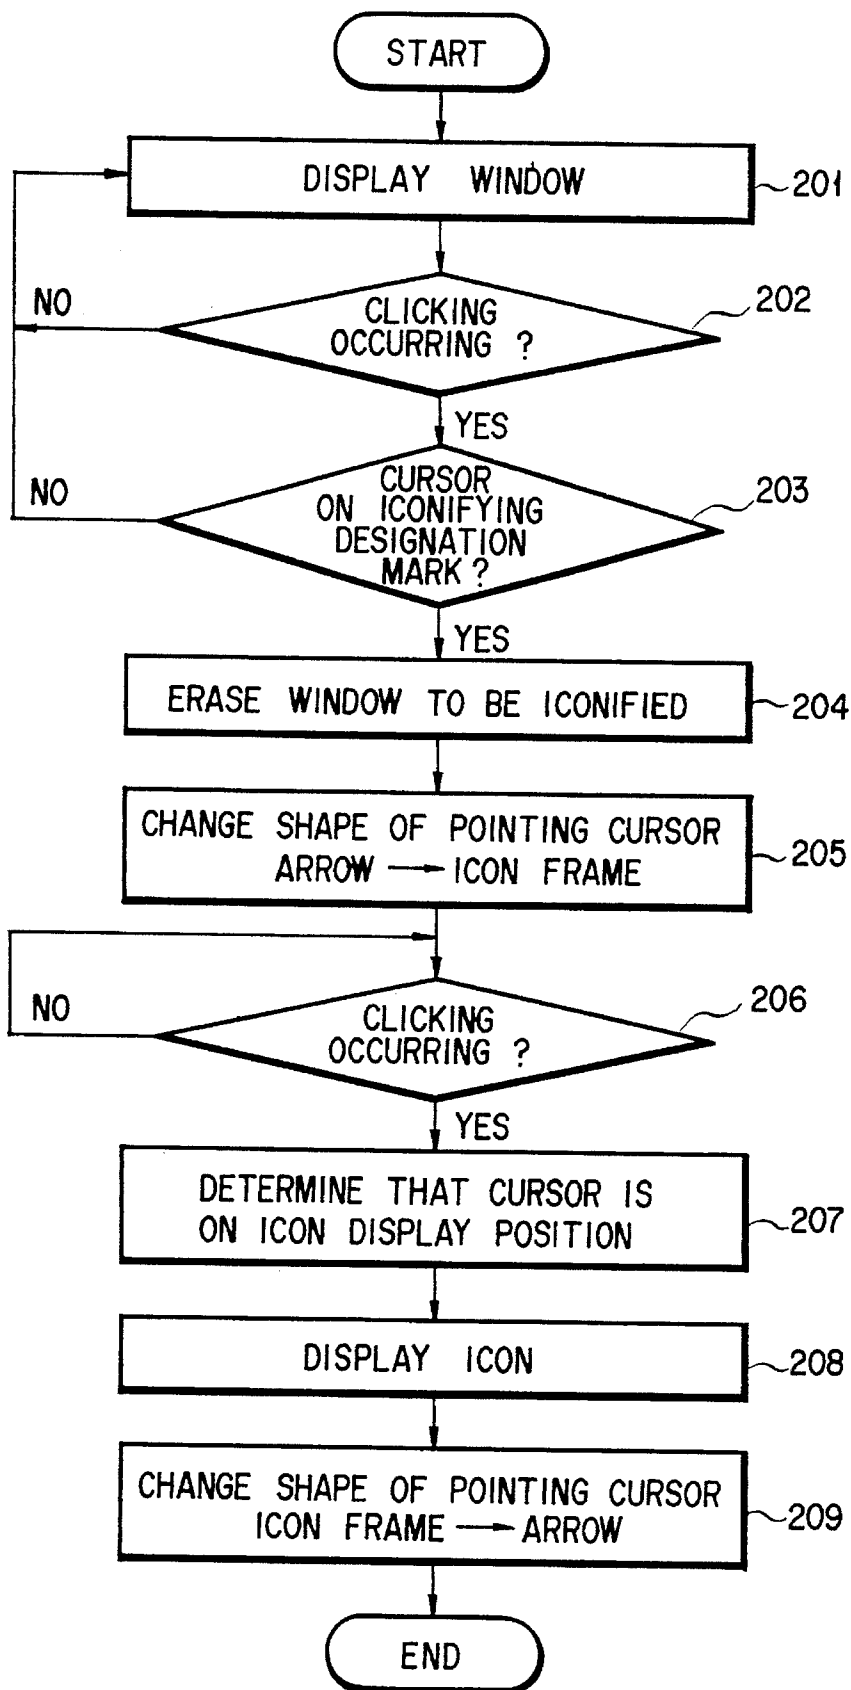 START
DISPLAY WINDOW
201
CLICKING
OCCURRING ?
202
NO
YES
CURSOR
ON ICONIFYING
DESIGNATION
MARK ?
203
NO
YES
ERASE WINDOW TO BE ICONIFIED
204
CHANGE SHAPE OF POINTING CURSOR
ARROW → ICON FRAME
205
CLICKING
OCCURRING ?
206
NO
YES
DETERMINE THAT CURSOR IS
ON ICON DISPLAY POSITION
207
DISPLAY ICON
208
CHANGE SHAPE OF POINTING CURSOR
ICON FRAME → ARROW
209
END